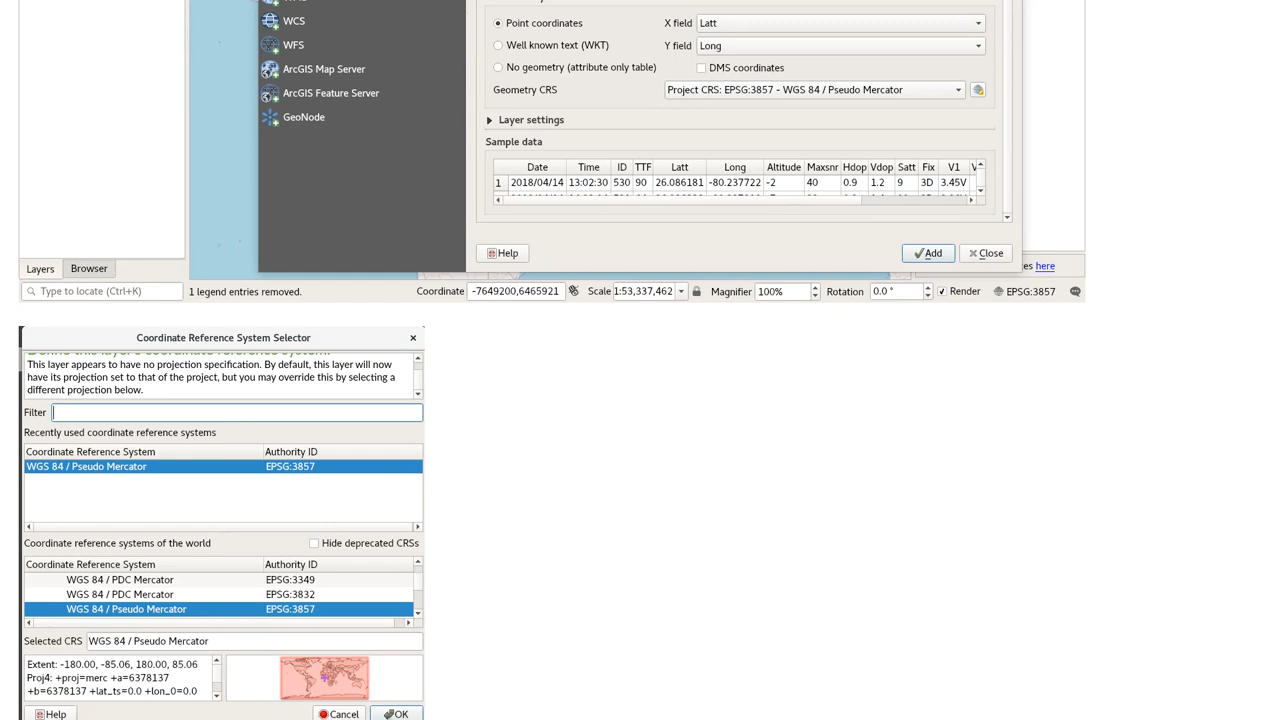 WCS
Point coordinates X field Latt
WFS
Well known text (WKT) Y field Long
ArcGIS Map Server
No geometry (attribute only table) DMS coordinates
ArcGIS Feature Server
Geometry CRS Project CRS: EPSG:3857 - WGS 84 / Pseudo Mercator
GeoNode
Layer settings
Sample data
Date Time ID TTF Latt Long Altitude Maxsnr Hdop Vdop Satt Fix V1 V
1 2018/04/14 13:02:30 530 90 26.086181 -80.237722 -2 40 0.9 1.2 9 3D 3.45V
Help Add Close
Layers Browser
es here
Type to locate (Ctrl+K) 1 legend entries removed. Coordinate -7649200,6465921 Scale 1:53,337,462 Magnifier 100% Rotation 0.0 ° Render EPSG:3857
Coordinate Reference System Selector
Define this layer's coordinate reference system:
This layer appears to have no projection specification. By default, this layer will now
have its projection set to that of the project, but you may override this by selecting a
different projection below.
Filter
Recently used coordinate reference systems
Coordinate Reference System Authority ID
WGS 84 / Pseudo Mercator EPSG:3857
Coordinate reference systems of the world Hide deprecated CRSs
Coordinate Reference System Authority ID
WGS 84 / PDC Mercator EPSG:3349
WGS 84 / PDC Mercator EPSG:3832
WGS 84 / Pseudo Mercator EPSG:3857
Selected CRS WGS 84 / Pseudo Mercator
Extent: -180.00, -85.06, 180.00, 85.06
Proj4: +proj=merc +a=6378137
+b=6378137 +lat_ts=0.0 +lon_0=0.0
Help Cancel OK